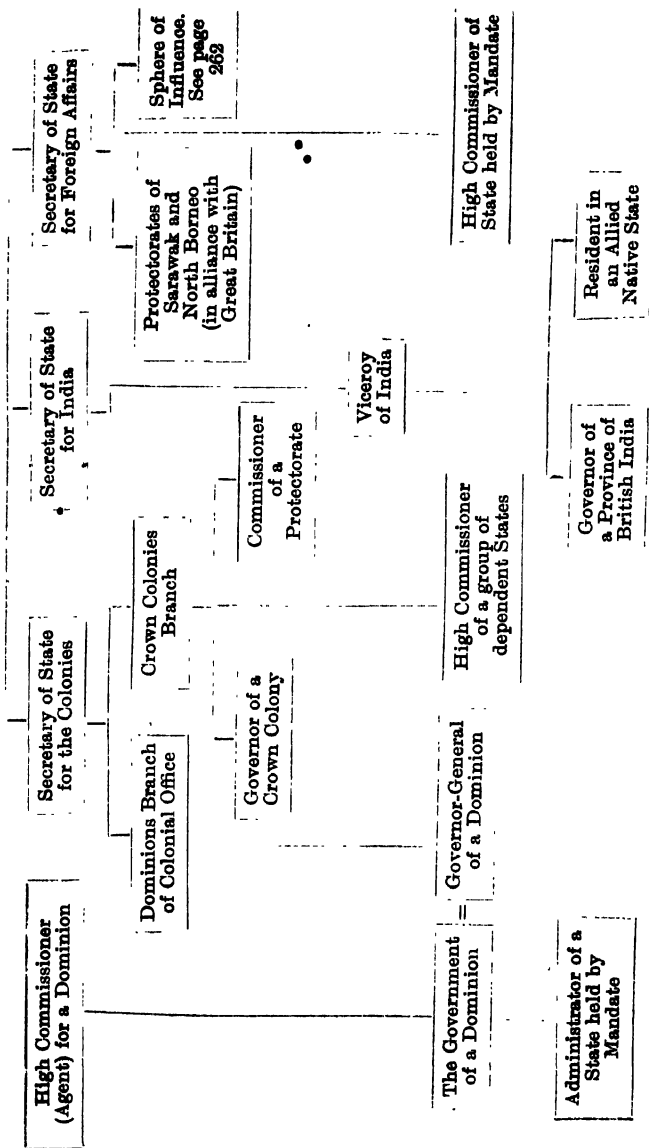 High Commissioner
(Agent) for a Dominion
Secretary of State
for the Colonies
Secretary of State
for India
Secretary of State
for Foreign Affairs
Dominions Branch
of Colonial Office
Crown Colonies
Branch
Protectorates of
Sarawak and
North Borneo
(in alliance with
Great Britain)
Sphere of
Influence.
See page
262
Governor of a
Crown Colony
Commissioner
of a
Protectorate
Viceroy
of India
The Government
of a Dominion
=
Governor-General
of a Dominion
High Commissioner
of a group of
dependent States
High Commissioner of
State held by Mandate
Administrator of a
State held by
Mandate
Governor of
a Province of
British India
Resident in
an Allied
Native State